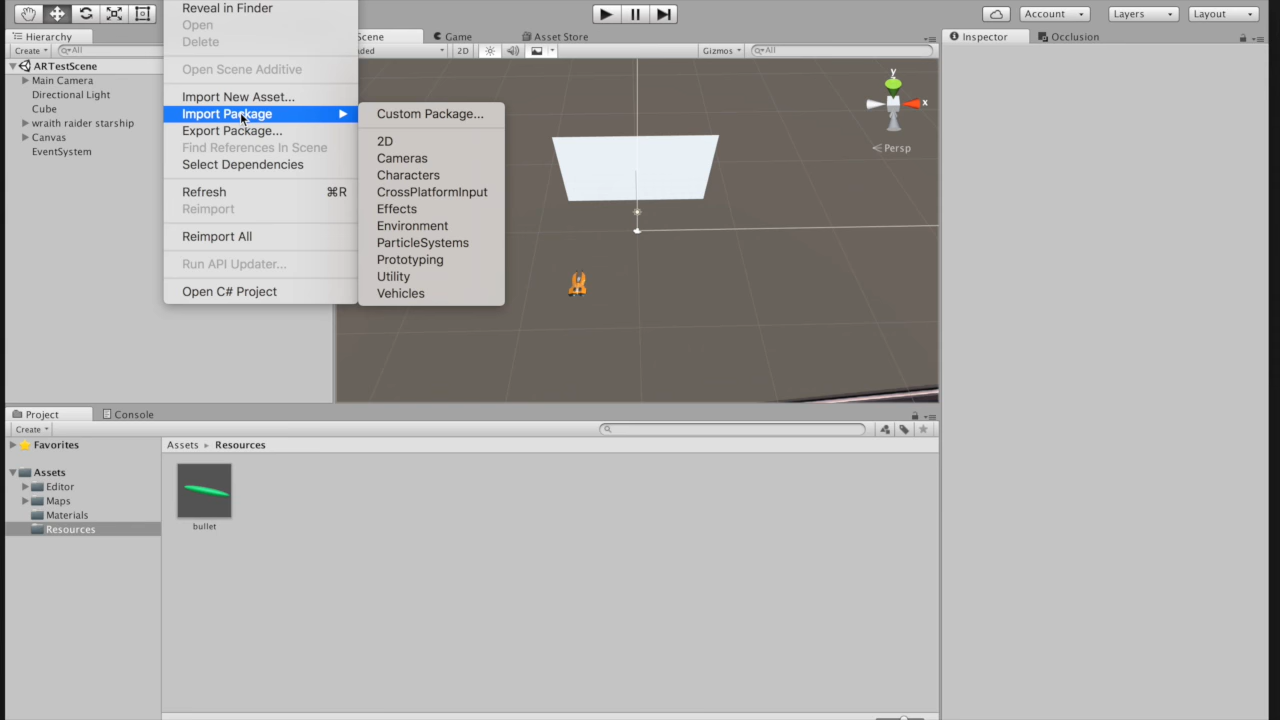 Reveal in Finder
Open
Delete
Open Scene Additive
Import New Asset...
Import Package
Export Package...
Find References In Scene
Select Dependencies
Refresh ⌘R
Reimport
Reimport All
Run API Updater...
Open C# Project
Custom Package...
2D
Cameras
Characters
CrossPlatformInput
Effects
Environment
ParticleSystems
Prototyping
Utility
Vehicles
Account
Layers
Layout
Hierarchy
Create
All
ARTestScene
Main Camera
Directional Light
Cube
wraith raider starship
Canvas
EventSystem
Scene
Game
Asset Store
ded
2D
Gizmos
All
y
x
Persp
Inspector
Occlusion
Project
Console
Create
Favorites
Assets
Editor
Maps
Materials
Resources
Assets ▸ Resources
bullet